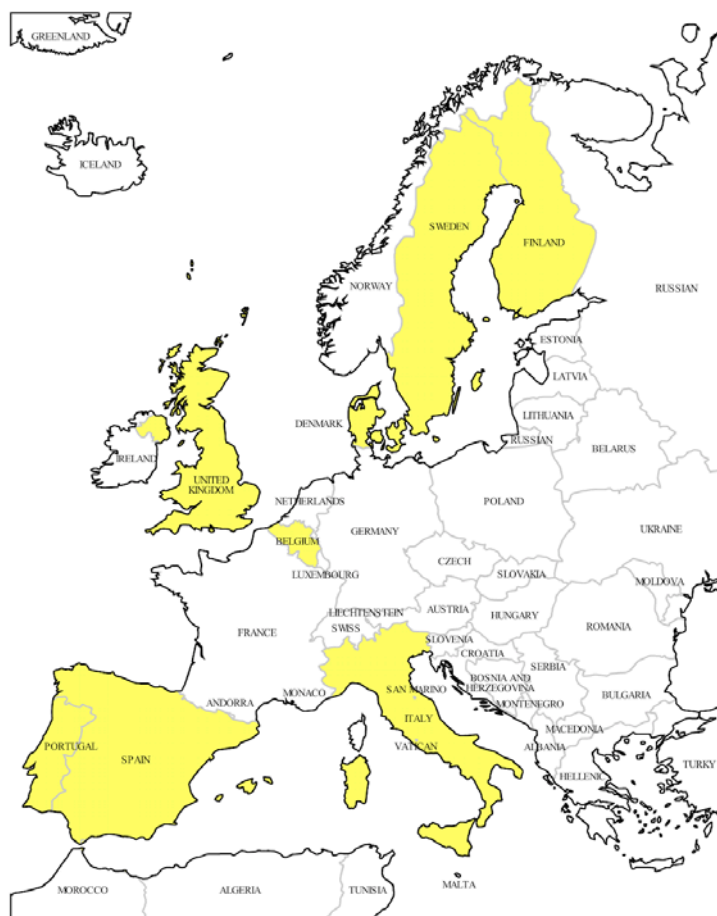 GREENLAND
ICELAND
SWEDEN
FINLAND
NORWAY
RUSSIAN
ESTONIA
LATVIA
LITHUANIA
RUSSIAN
DENMARK
BELARUS
IRELAND
UNITED
KINGDOM
NETHERLANDS
POLAND
GERMANY
UKRAINE
BELGIUM
CZECH
LUXEMBOURG
SLOVAKIA
MOLDOVA
LIECHTENSTEIN
AUSTRIA
HUNGARY
SWISS
ROMANIA
FRANCE
SLOVENIA
CROATIA
SERBIA
BOSNIA AND
HERZEGOVINA
SAN MARINO
MONACO
ANDORRA
MONTENEGRO
BULGARIA
ITALY
MACEDONIA
PORTUGAL
VATICAN
ALBANIA
SPAIN
TURKY
HELLENIC
MALTA
MOROCCO
ALGERIA
TUNISIA